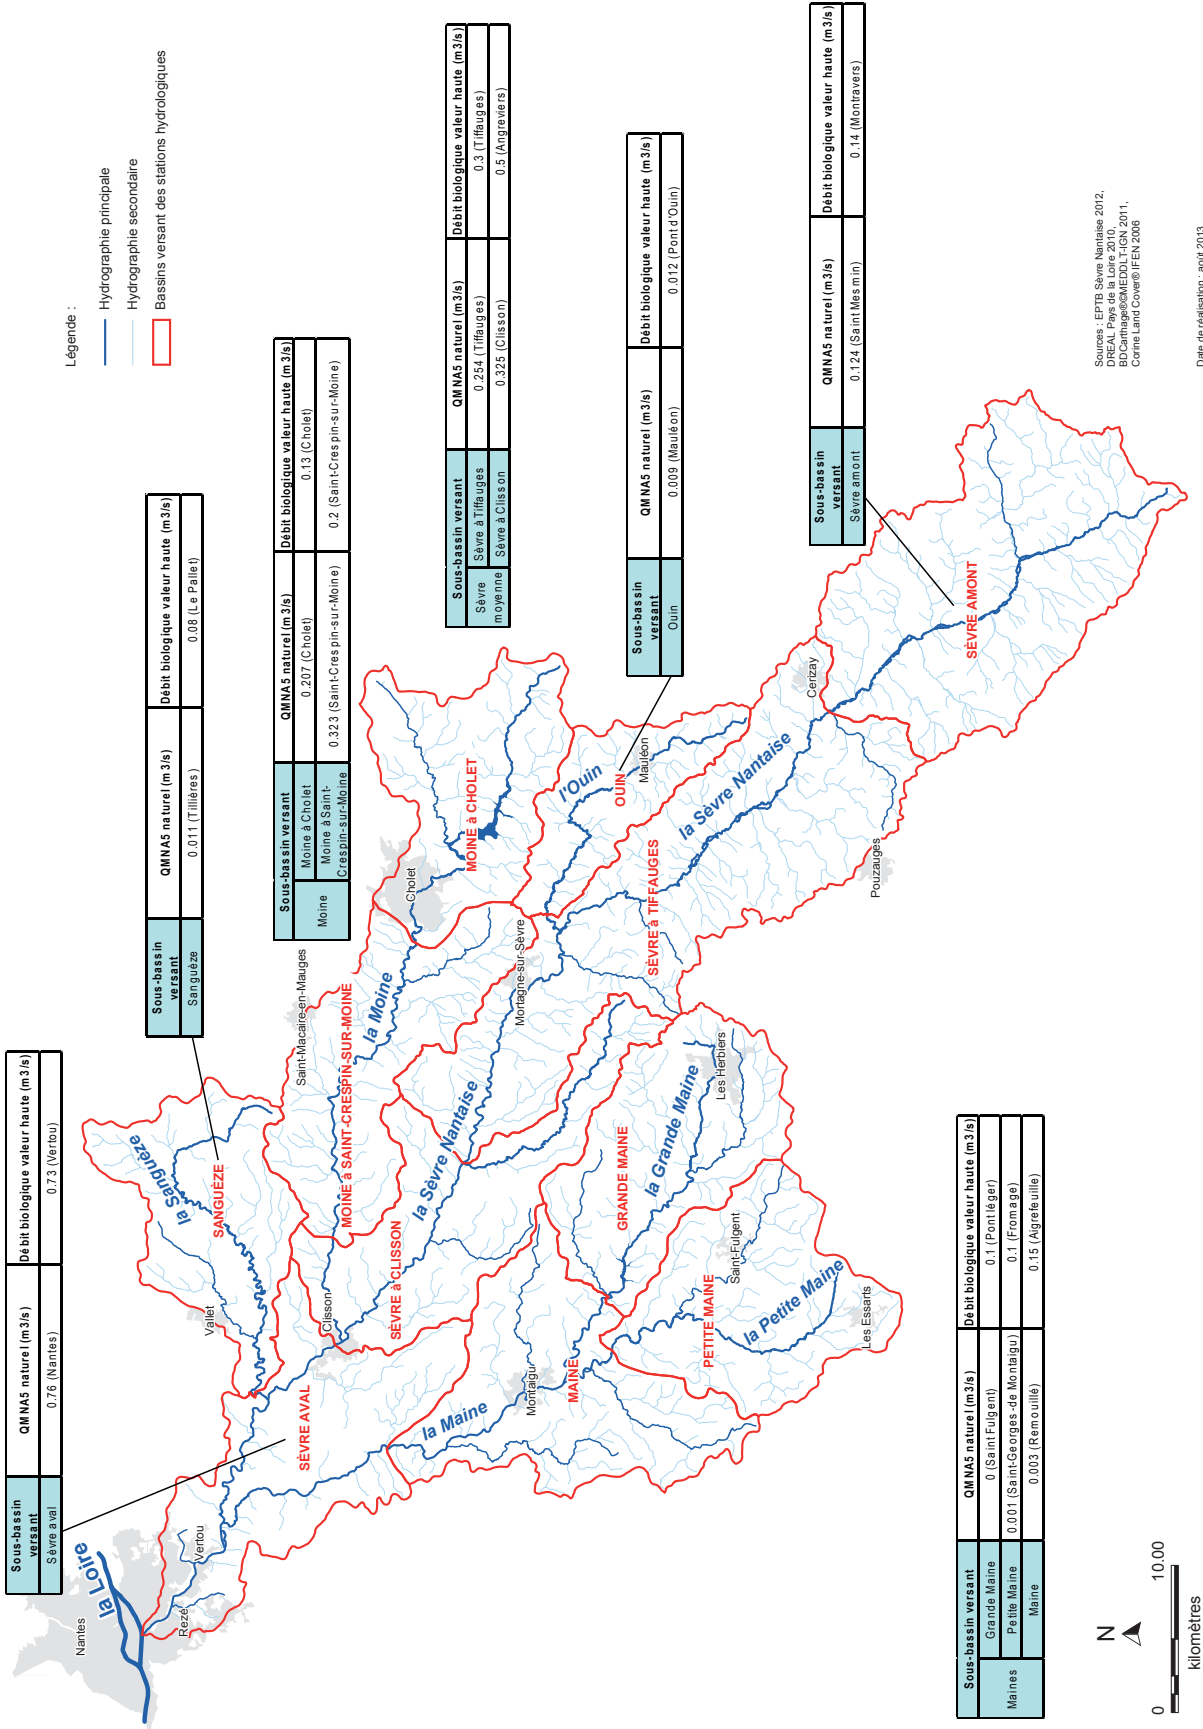 Légende :
Hydrographie principale
Hydrographie secondaire
Bassins versant des stations hydrologiques
Sous-bassin versant
QMNA5 naturel (m3/s)
Débit biologique valeur haute (m3/s)
Sèvre aval
0.76 (Nantes)
0.73 (Vertou)
Sous-bassin versant
QMNA5 naturel (m3/s)
Débit biologique valeur haute (m3/s)
Sanguèze
0.011 (Tillières)
0.08 (Le Pallet)
Sous-bassin versant
QMNA5 naturel (m3/s)
Débit biologique valeur haute (m3/s)
Moine
Moine à Cholet
0.207 (Cholet)
0.13 (Cholet)
Moine à Saint-Crespin-sur-Moine
0.323 (Saint-Crespin-sur-Moine)
0.2 (Saint-Crespin-sur-Moine)
Sous-bassin versant
QMNA5 naturel (m3/s)
Débit biologique valeur haute (m3/s)
Sèvre moyenne
Sèvre à Tiffauges
0.254 (Tiffauges)
0.3 (Tiffauges)
Sèvre à Clisson
0.325 (Clisson)
0.5 (Angreviers)
Sous-bassin versant
QMNA5 naturel (m3/s)
Débit biologique valeur haute (m3/s)
Ouin
0.009 (Mauléon)
0.012 (Pont d'Ouin)
Sous-bassin versant
QMNA5 naturel (m3/s)
Débit biologique valeur haute (m3/s)
Sèvre amont
0.124 (Saint Mesmin)
0.14 (Montravers)
Sous-bassin versant
QMNA5 naturel (m3/s)
Débit biologique valeur haute (m3/s)
Maines
Grande Maine
0 (Saint Fulgent)
0.1 (Pont léger)
Petite Maine
0.001 (Saint-Georges-de Montaigu)
0.1 (Fromage)
Maine
0.003 (Remouillé)
0.15 (Aigrefeuille)
la Loire
Nantes
Rezé
Vertou
SÈVRE AVAL
Vallet
la Sanguèze
SANGUÈZE
Clisson
SÈVRE à CLISSON
MOINE à SAINT-CRESPIN-SUR-MOINE
Saint-Macaire-en-Mauges
la Moine
Cholet
MOINE à CHOLET
la Sèvre Nantaise
Mortagne-sur-Sèvre
l'Ouin
OUIN
Mauléon
SÈVRE à TIFFAUGES
la Sèvre Nantaise
Cerizay
Pouzauges
SÈVRE AMONT
la Maine
Montaigu
MAINE
GRANDE MAINE
la Grande Maine
Les Herbiers
PETITE MAINE
Saint-Fulgent
la Petite Maine
Les Essarts
N
0
10.00
kilomètres
Sources : EPTB Sèvre Nantaise 2012,
DREAL Pays de la Loire 2010,
BDCarthage®©MEDDLT-IGN 2011,
Corine Land Cover® IFEN 2006
Date de réalisation : août 2013